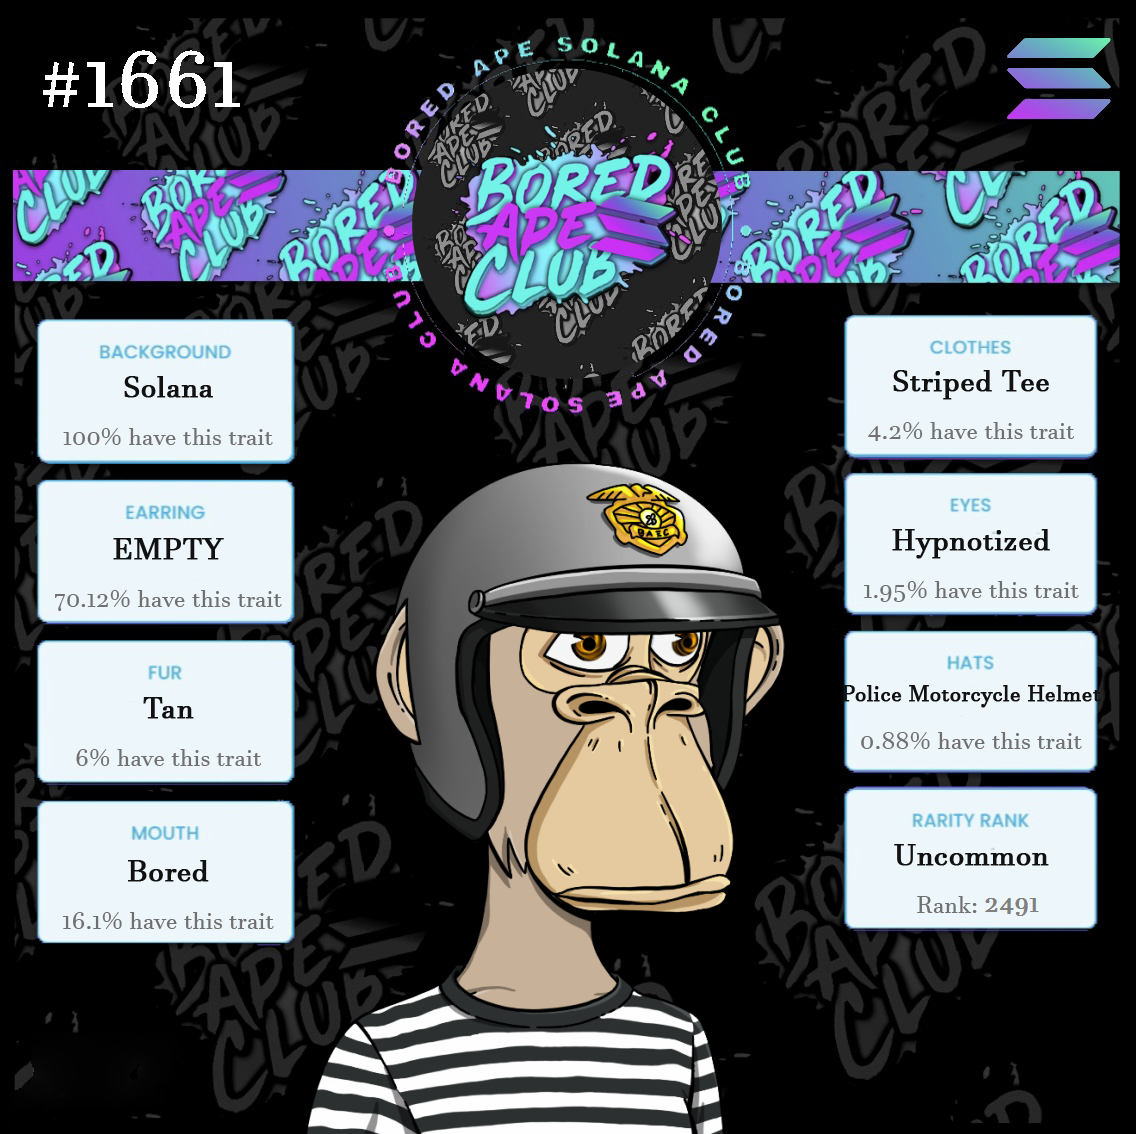 #1661
BORED APE SOLANA CLUB
BORED APE SOLANA CLUB
BORED
APE
CLUB
BACKGROUND
Solana
100% have this trait
EARRING
EMPTY
70.12% have this trait
FUR
Tan
6% have this trait
MOUTH
Bored
16.1% have this trait
CLOTHES
Striped Tee
4.2% have this trait
EYES
Hypnotized
1.95% have this trait
HATS
Police Motorcycle Helmet
0.88% have this trait
RARITY RANK
Uncommon
Rank: 2491